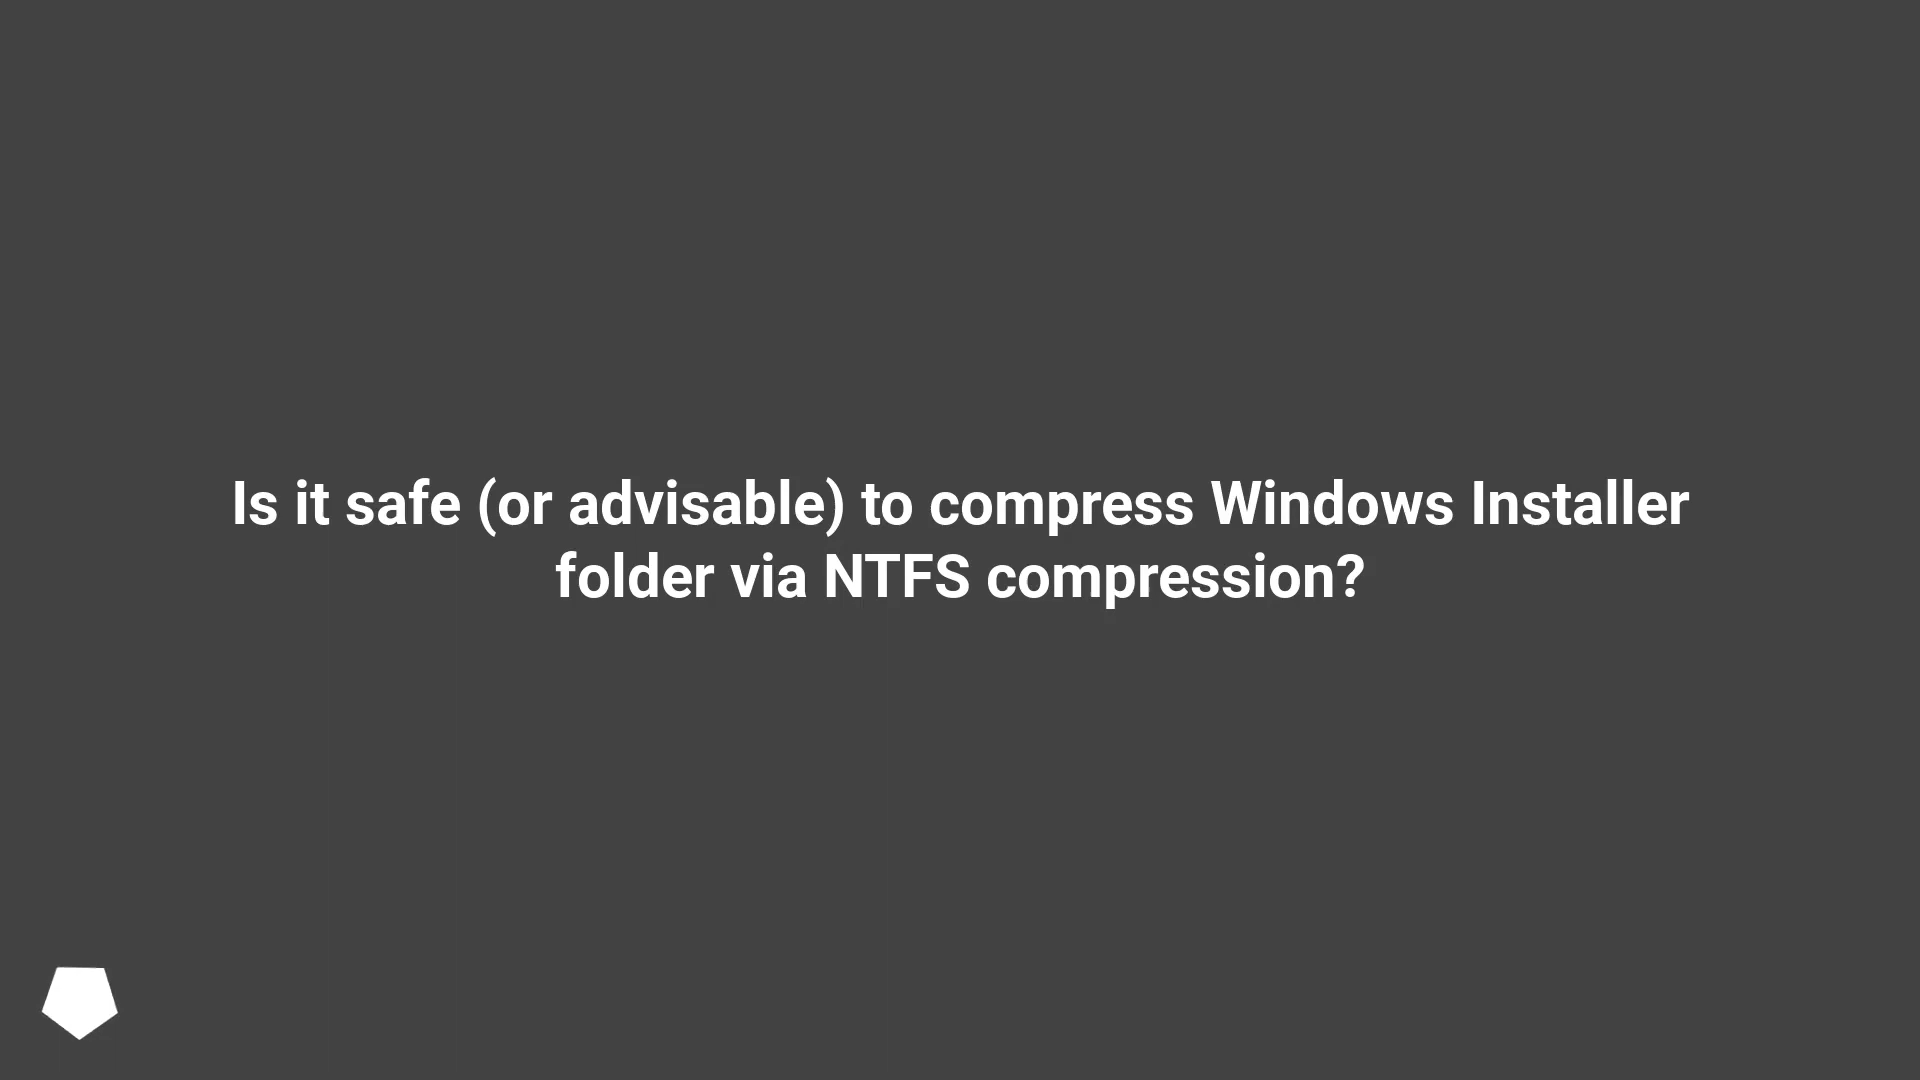 Is it safe (or advisable) to compress Windows Installer
folder via NTFS compression?